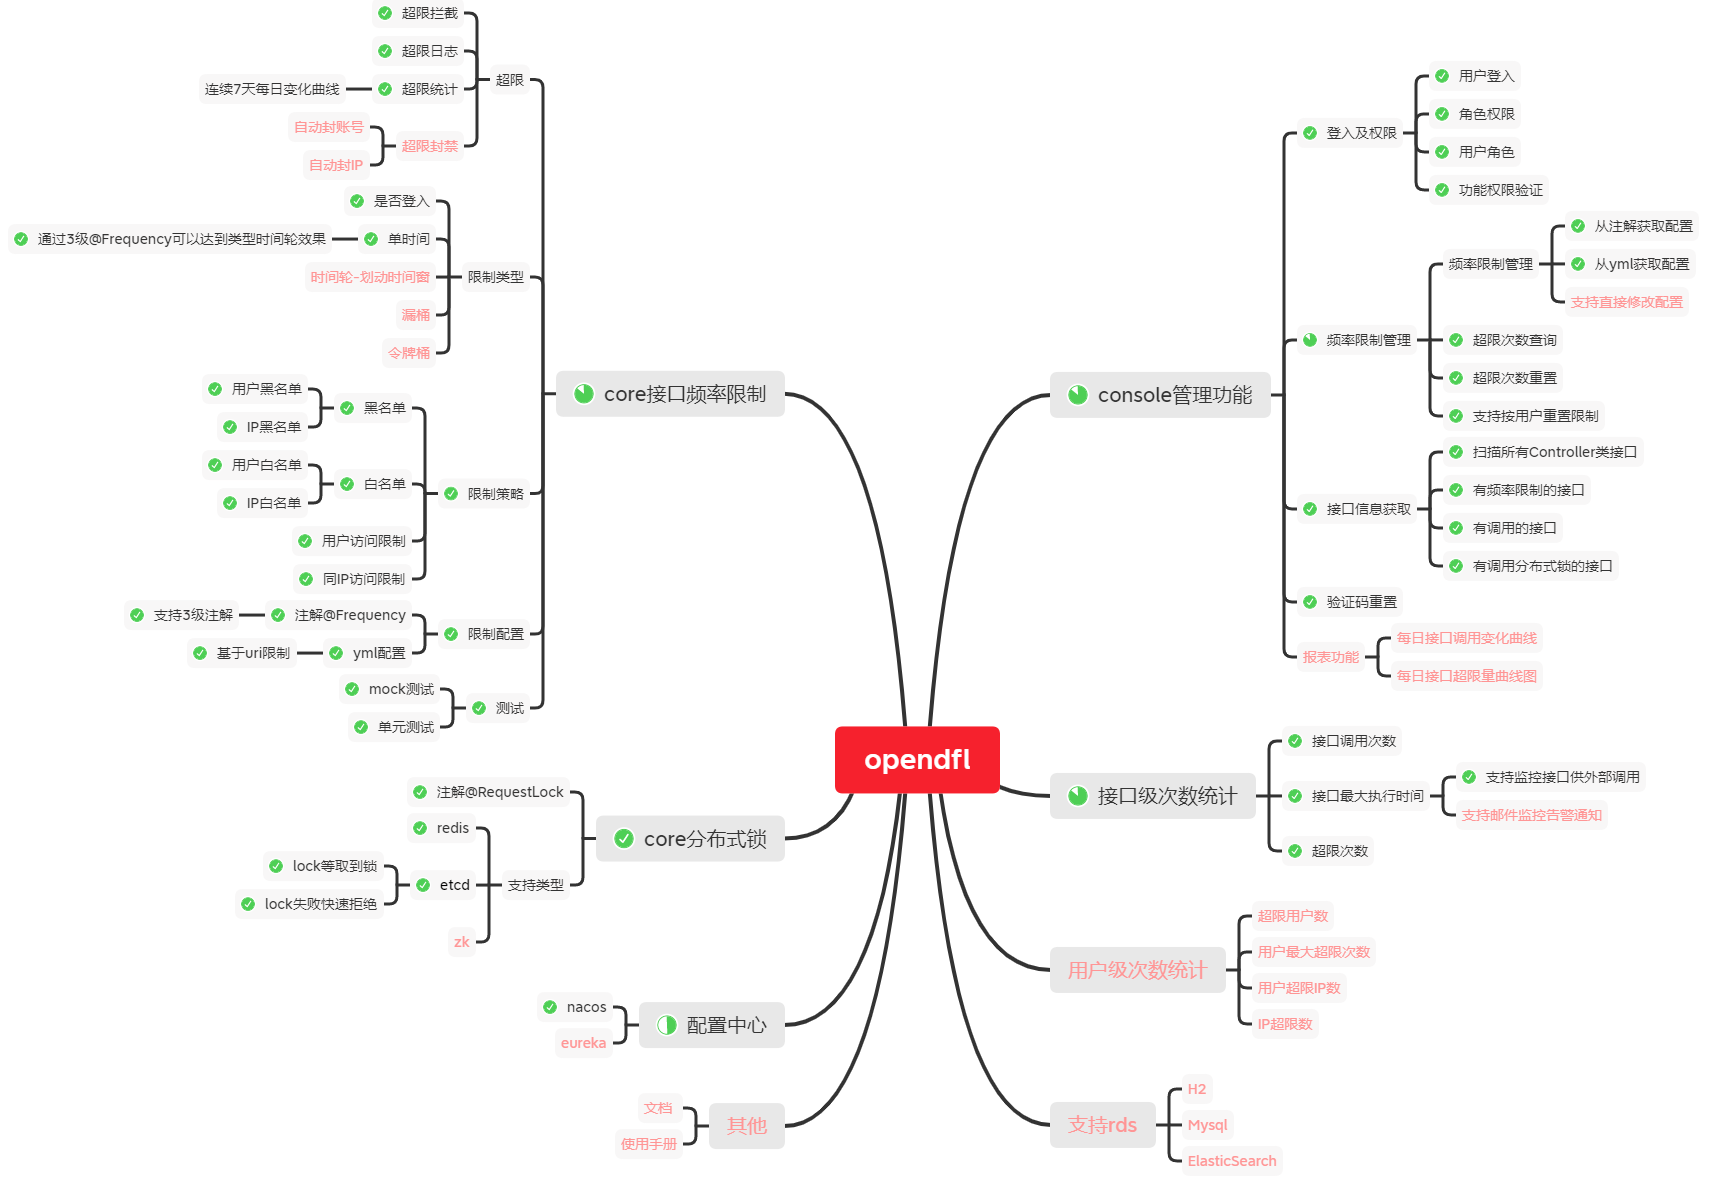 opendfl
core接口频率限制
超限
超限拦截
超限日志
超限统计
连续7天每日变化曲线
超限封禁
自动封账号
自动封IP
限制类型
是否登入
单时间
通过3级@Frequency可以达到类型时间轮效果
时间轮-划动时间窗
漏桶
令牌桶
限制策略
黑名单
用户黑名单
IP黑名单
白名单
用户白名单
IP白名单
用户访问限制
同IP访问限制
限制配置
注解@Frequency
支持3级注解
yml配置
基于uri限制
测试
mock测试
单元测试
core分布式锁
注解@RequestLock
支持类型
redis
etcd
lock等取到锁
lock失败快速拒绝
zk
配置中心
nacos
eureka
其他
文档
使用手册
console管理功能
登入及权限
用户登入
角色权限
用户角色
功能权限验证
频率限制管理
频率限制管理
从注解获取配置
从yml获取配置
支持直接修改配置
超限次数查询
超限次数重置
支持按用户重置限制
接口信息获取
扫描所有Controller类接口
有频率限制的接口
有调用的接口
有调用分布式锁的接口
验证码重置
报表功能
每日接口调用变化曲线
每日接口超限量曲线图
接口级次数统计
接口调用次数
接口最大执行时间
支持监控接口供外部调用
支持邮件监控告警通知
超限次数
用户级次数统计
超限用户数
用户最大超限次数
用户超限IP数
IP超限数
支持rds
H2
Mysql
ElasticSearch